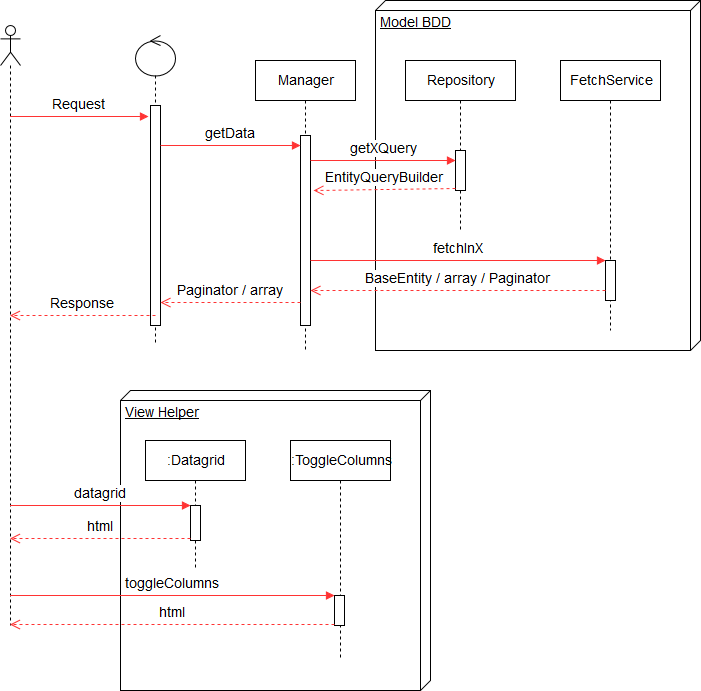 Model BDD
Manager
Repository
FetchService
Request
getData
getXQuery
EntityQueryBuilder
fetchInX
BaseEntity / array / Paginator
Paginator / array
Response
View Helper
:Datagrid
:ToggleColumns
datagrid
html
toggleColumns
html